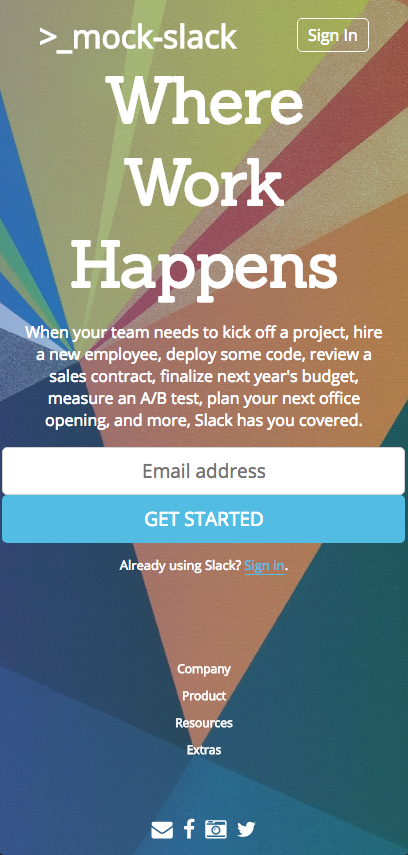 >_mock-slack
Sign In
Where
Work
Happens
When your team needs to kick off a project, hire
a new employee, deploy some code, review a
sales contract, finalize next year's budget,
measure an A/B test, plan your next office
opening, and more, Slack has you covered.
Email address
GET STARTED
Already using Slack? Sign in.
Company
Product
Resources
Extras